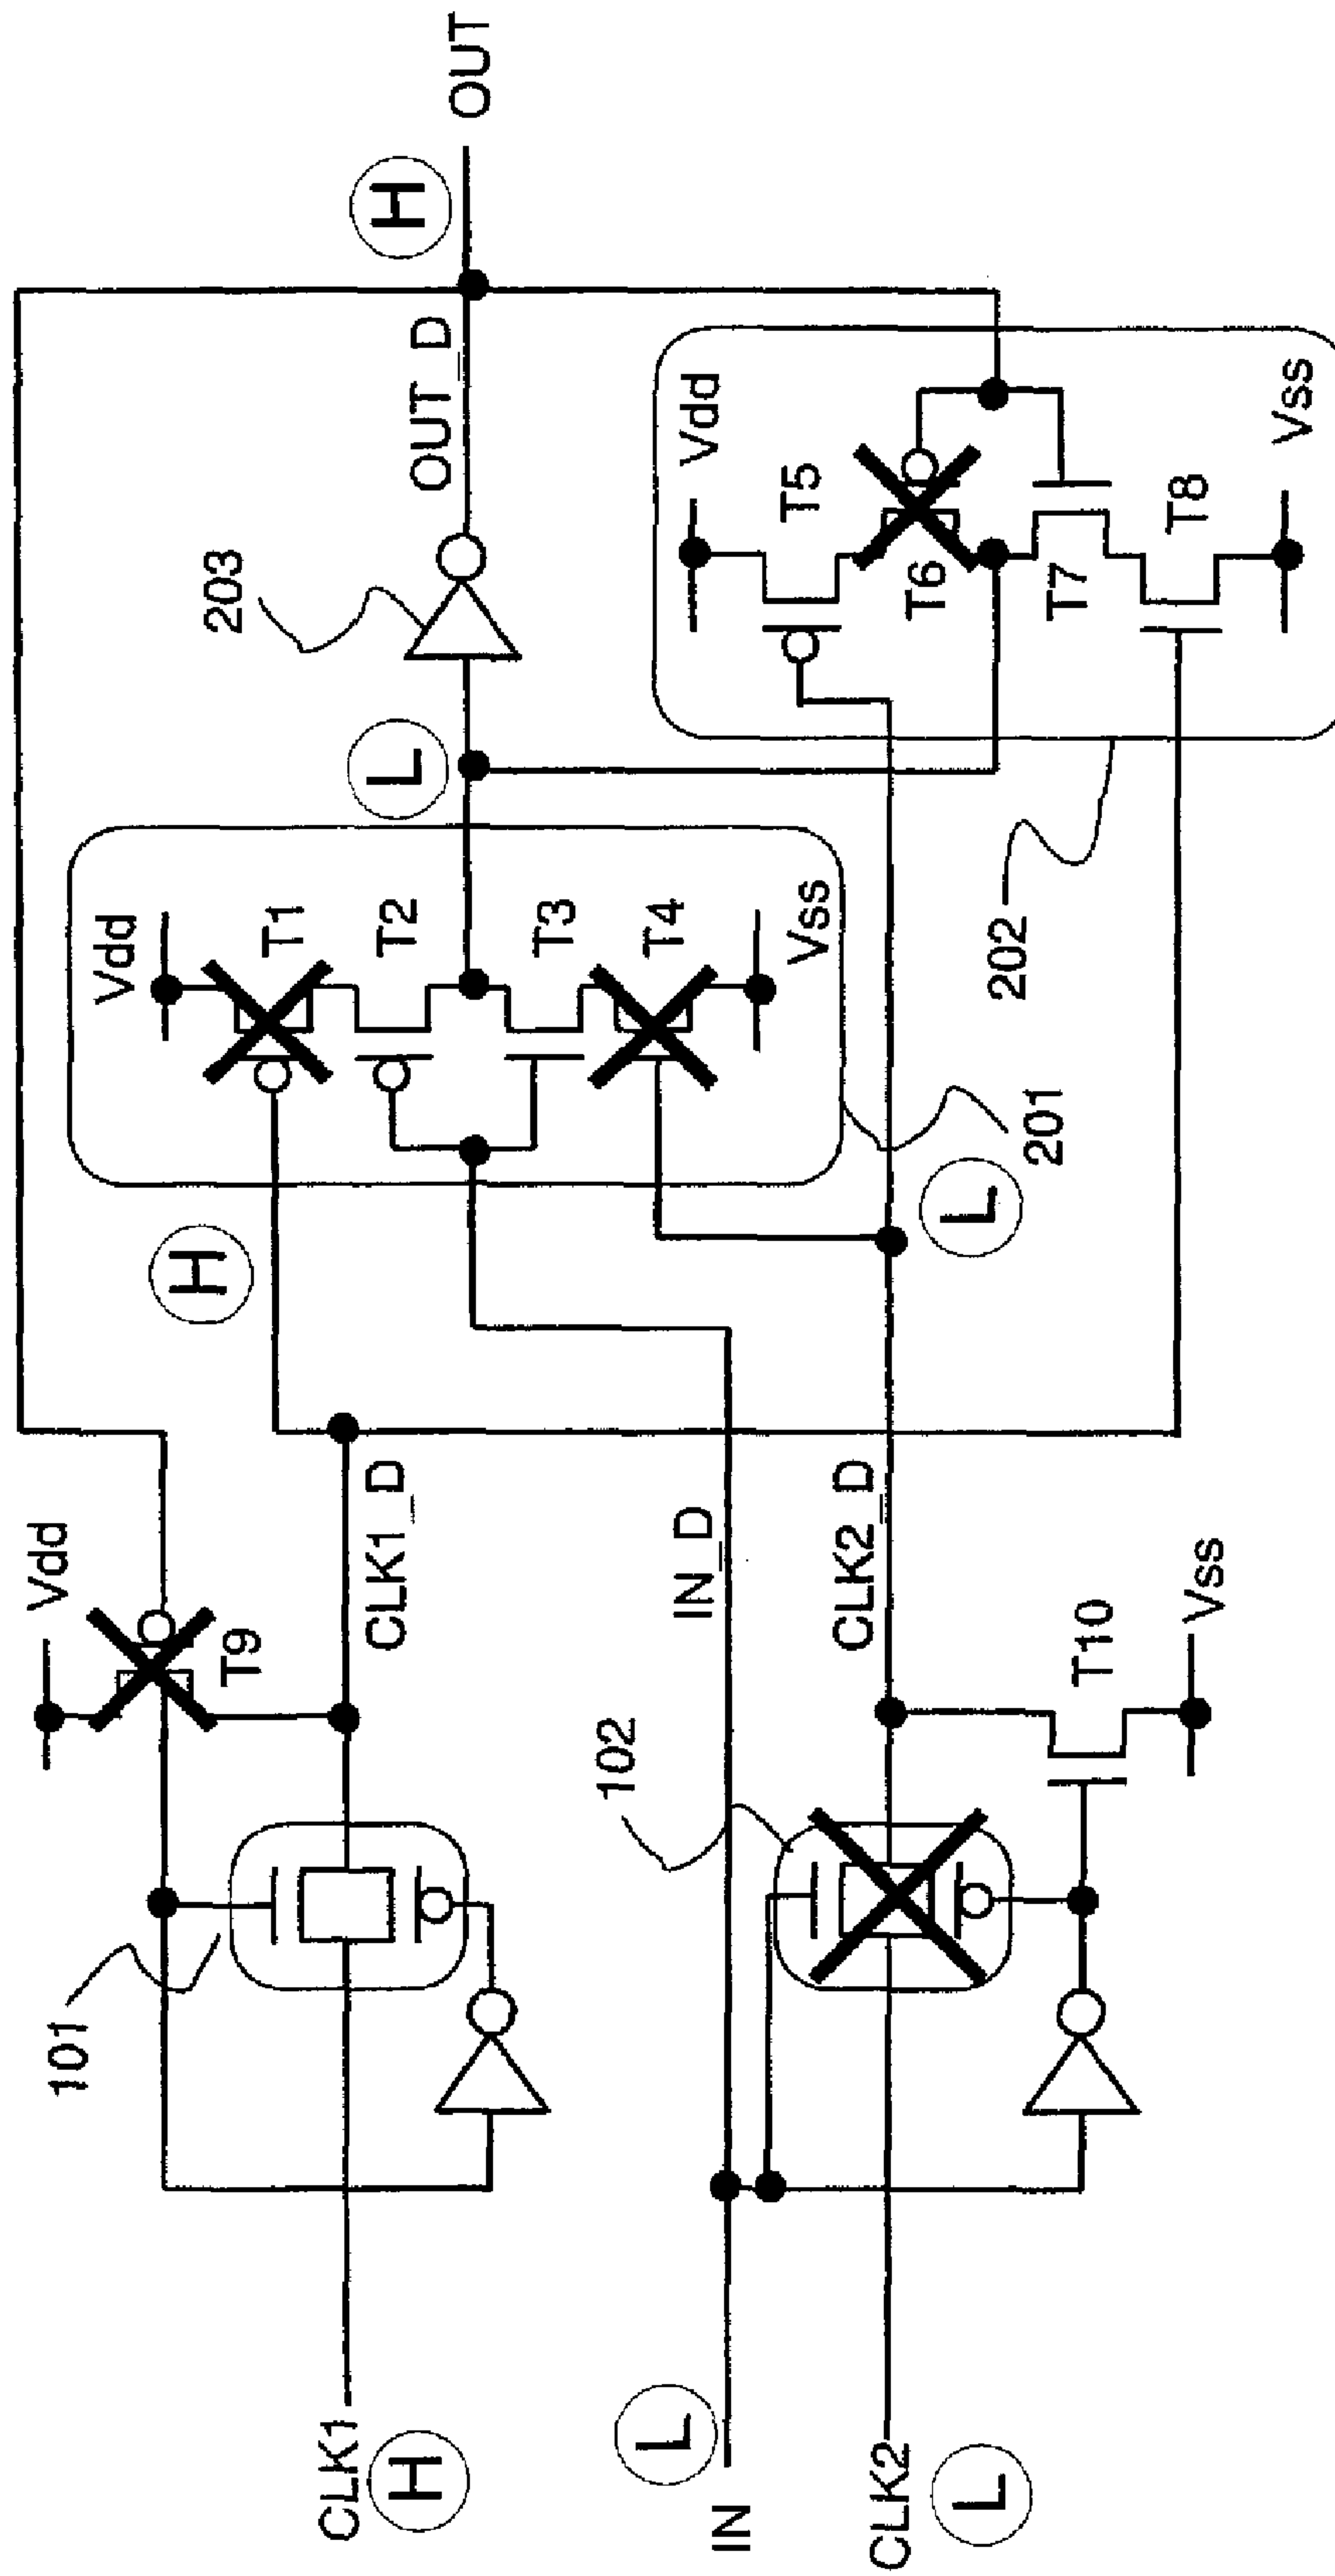 Vdd
T9
101
CLK1
H
CLK1_D
H
Vdd
T1
T2
T3
T4
Vss
L
203
OUT_D
H
OUT
L
IN
IN_D
102
CLK2
L
CLK2_D
L
201
T10
Vss
202
Vdd
T5
T6
T7
T8
Vss